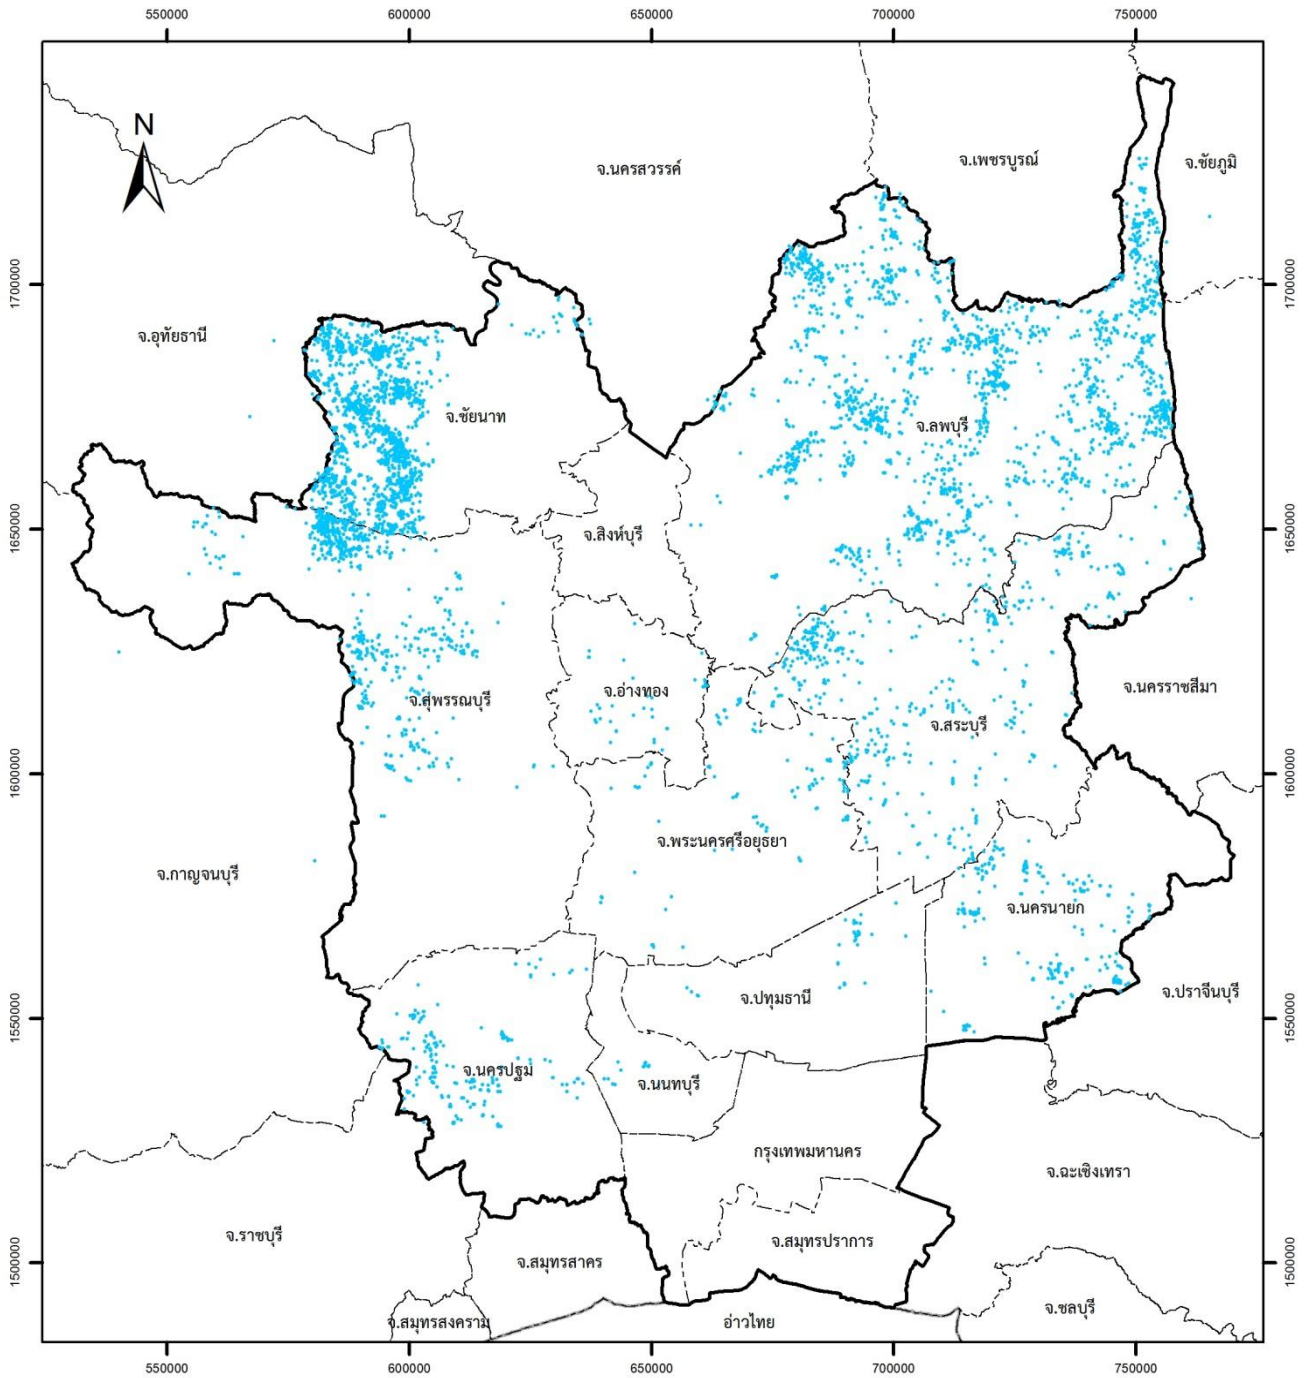 550000 600000 650000 700000 750000
N
จ.นครสวรรค์
จ.เพชรบูรณ์
จ.ชัยภูมิ
1700000 1700000
จ.อุทัยธานี
จ.ชัยนาท
จ.ลพบุรี
1650000 1650000
จ.สิงห์บุรี
จ.นครราชสีมา
จ.อ่างทอง
จ.สุพรรณบุรี
จ.สระบุรี
1600000 1600000
จ.พระนครศรีอยุธยา
จ.กาญจนบุรี
จ.นครนายก
จ.ปราจีนบุรี
จ.ปทุมธานี
1550000 1550000
จ.นครปฐม
จ.นนทบุรี
กรุงเทพมหานคร
จ.ฉะเชิงเทรา
จ.ราชบุรี
จ.สมุทรปราการ
จ.สมุทรสาคร
1500000 1500000
จ.ชลบุรี
จ.สมุทรสงคราม
อ่าวไทย
550000 600000 650000 700000 750000